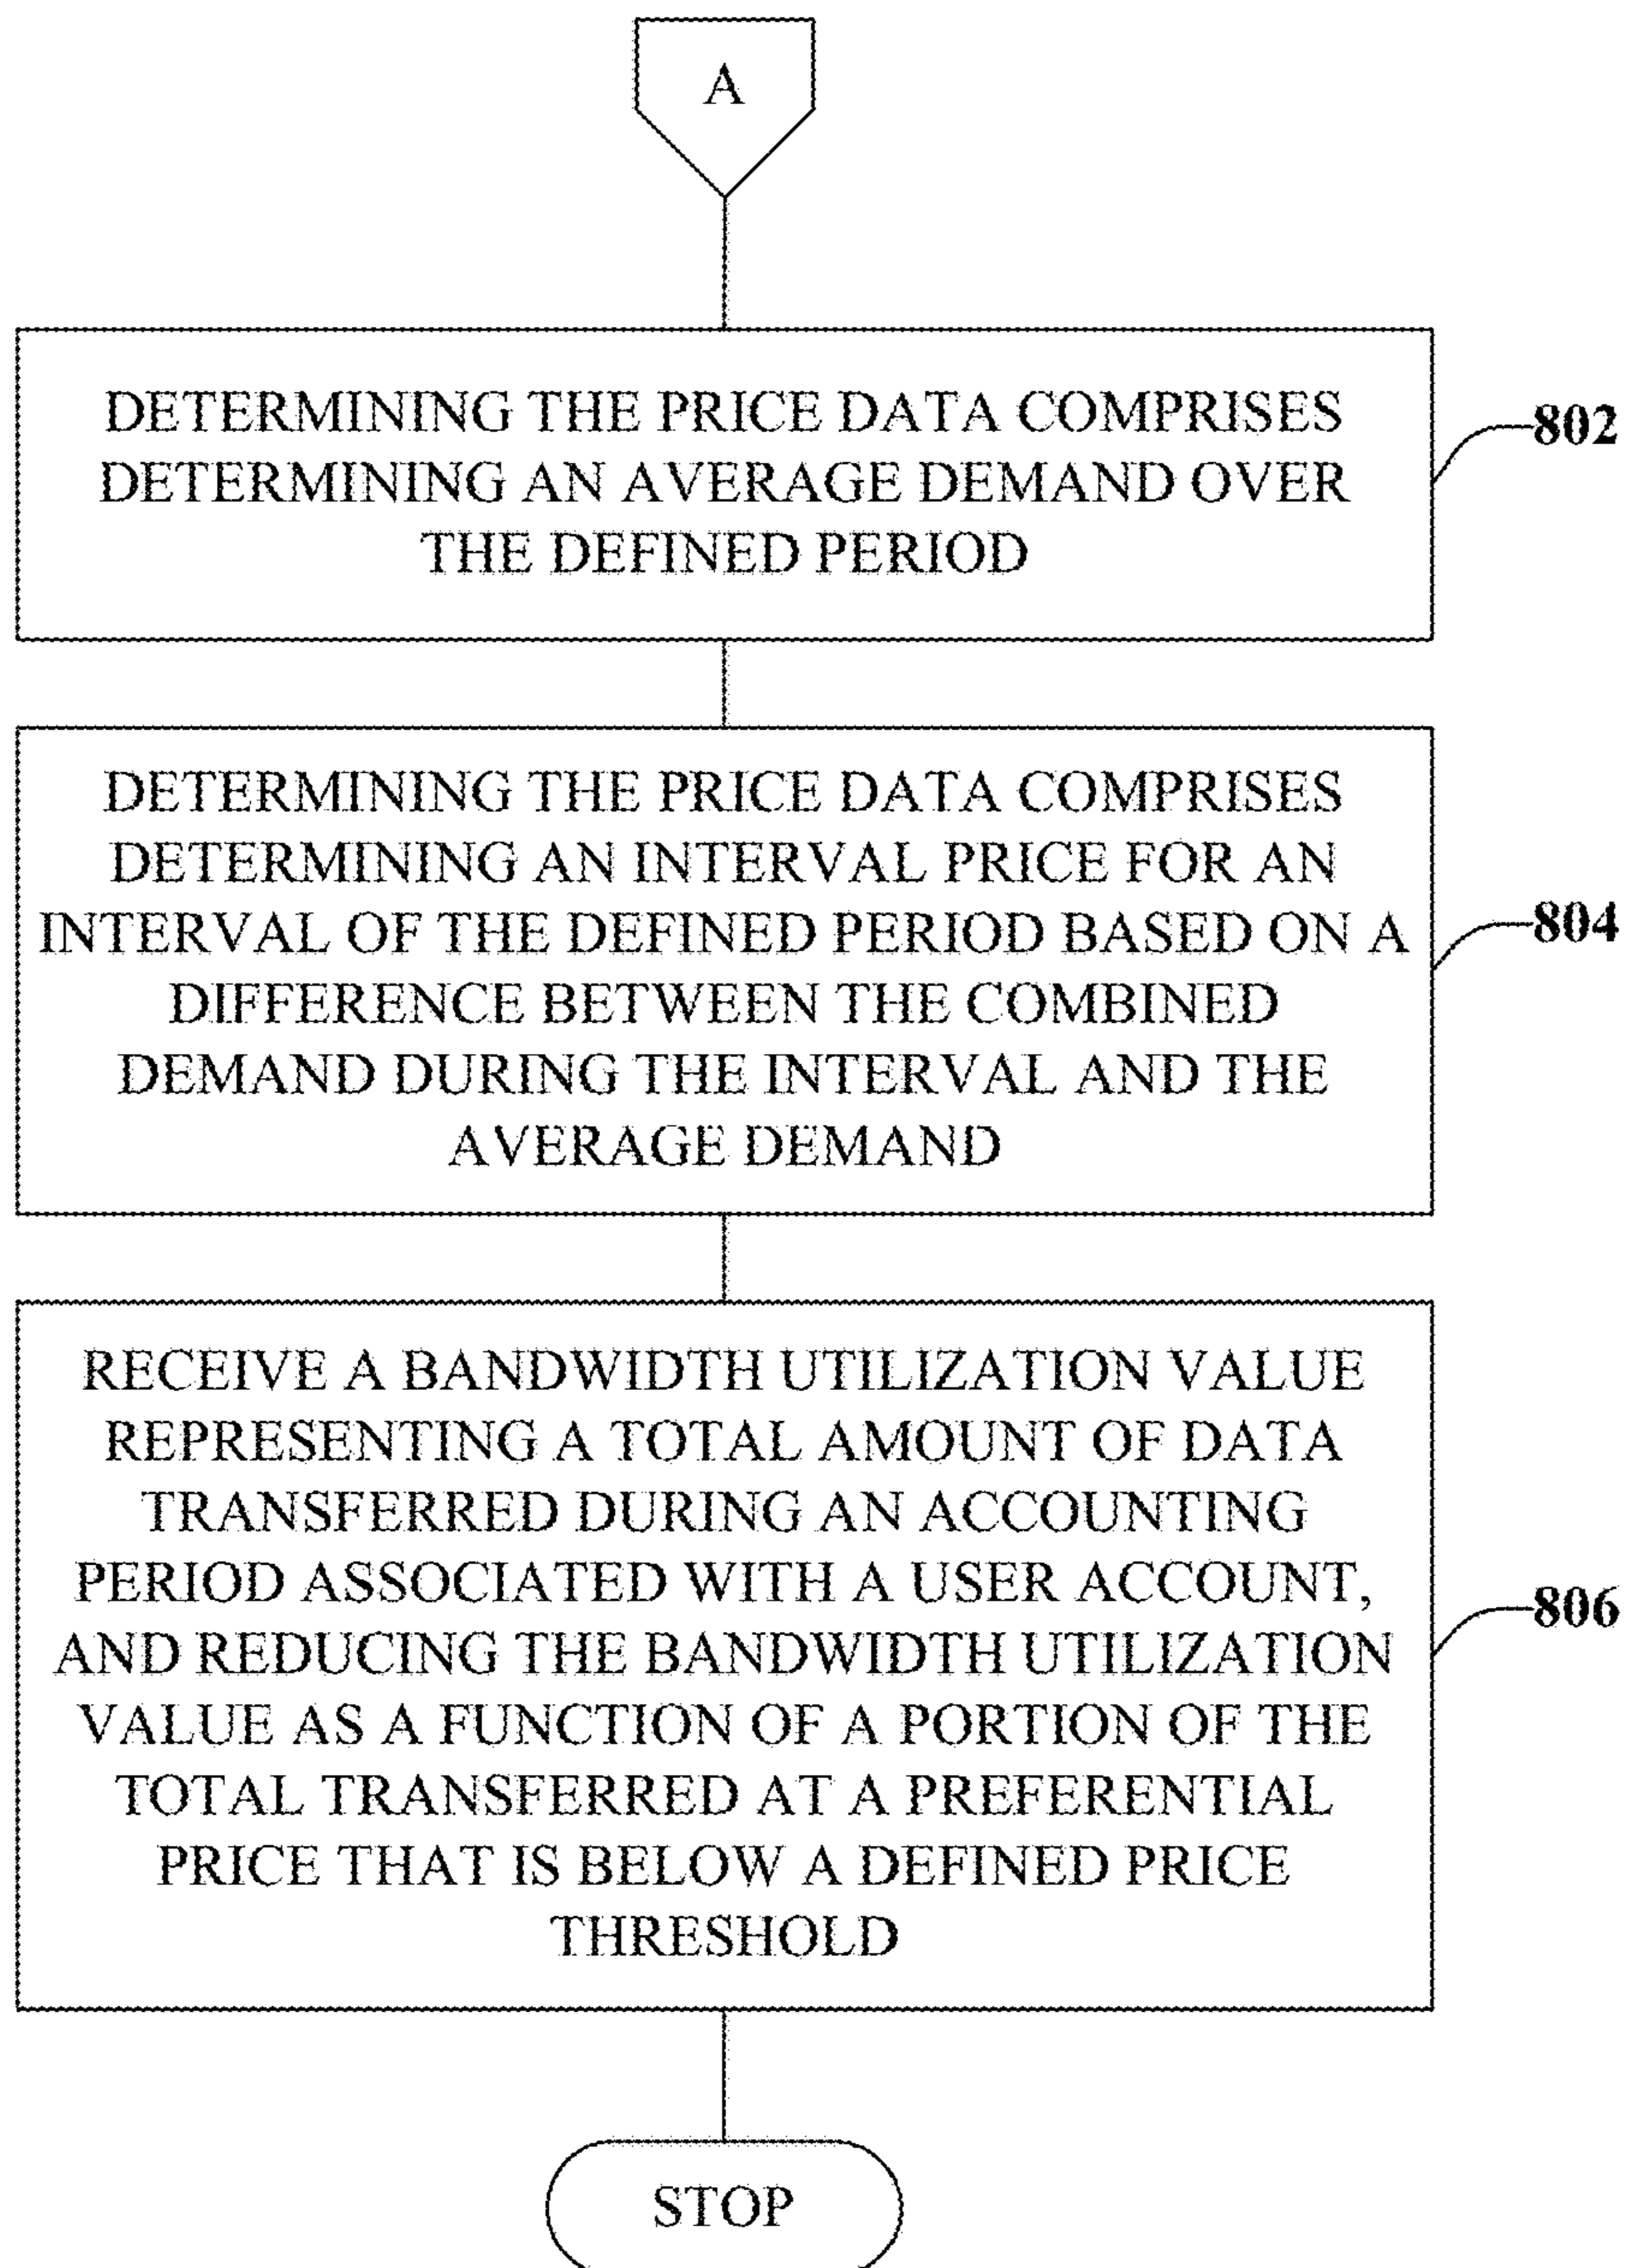 A
DETERMINING THE PRICE DATA COMPRISES
DETERMINING AN AVERAGE DEMAND OVER
THE DEFINED PERIOD
802
DETERMINING THE PRICE DATA COMPRISES
DETERMINING AN INTERVAL PRICE FOR AN
INTERVAL OF THE DEFINED PERIOD BASED ON A
DIFFERENCE BETWEEN THE COMBINED
DEMAND DURING THE INTERVAL AND THE
AVERAGE DEMAND
804
RECEIVE A BANDWIDTH UTILIZATION VALUE
REPRESENTING A TOTAL AMOUNT OF DATA
TRANSFERRED DURING AN ACCOUNTING
PERIOD ASSOCIATED WITH A USER ACCOUNT,
AND REDUCING THE BANDWIDTH UTILIZATION
VALUE AS A FUNCTION OF A PORTION OF THE
TOTAL TRANSFERRED AT A PREFERENTIAL
PRICE THAT IS BELOW A DEFINED PRICE
THRESHOLD
806
STOP